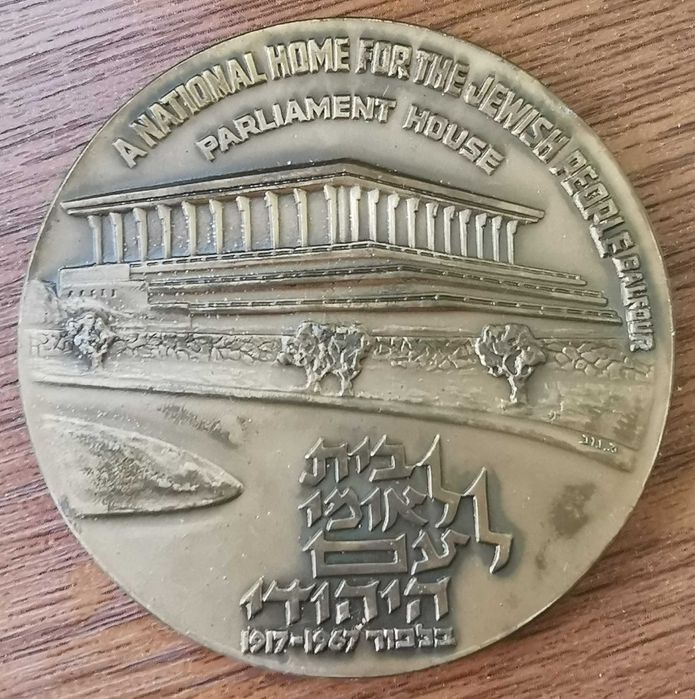 A NATIONAL HOME FOR THE JEWISH PEOPLE BALFOUR
PARLIAMENT HOUSE
בית
לאומי
לעם
היהודי
בלפור 1917-1967